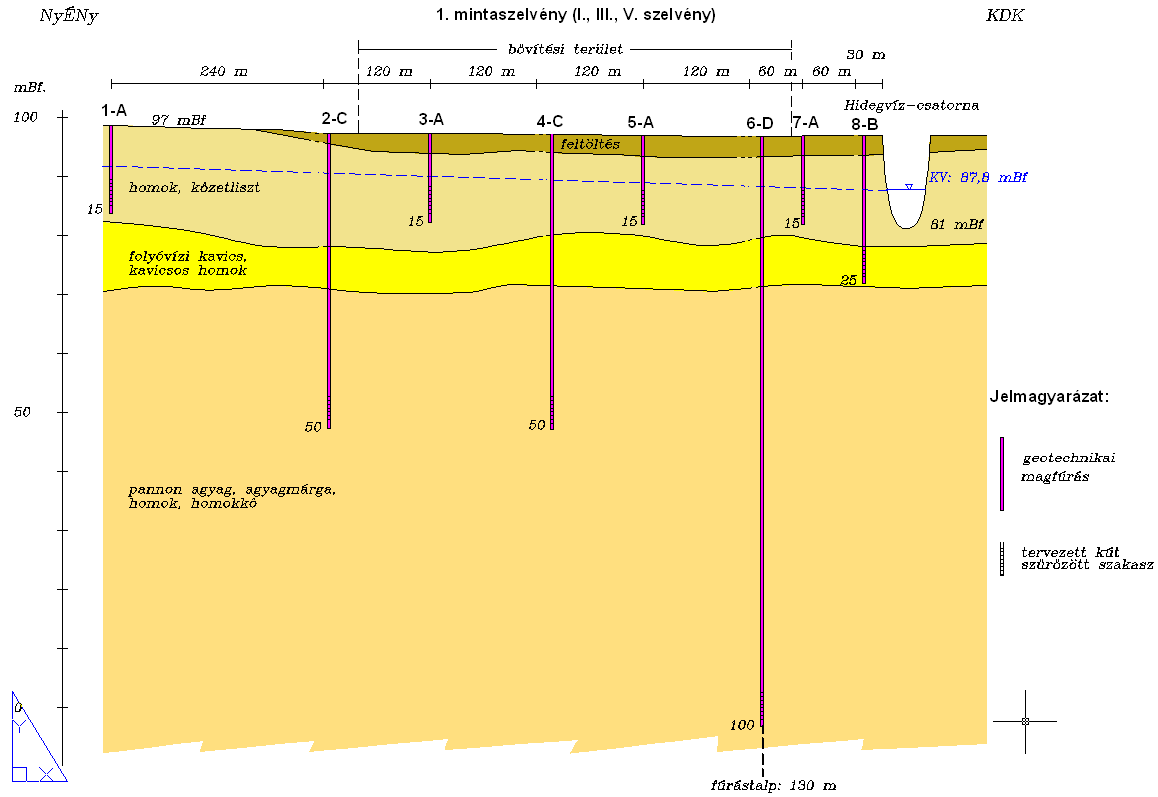 NyÉNy
1. mintaszelvény (I., III., V. szelvény)
KDK
bövítési terület
30 m
240 m
120 m
120 m
120 m
120 m
60 m
60 m
mBf.
Hidegvíz-csatorna
1-A
2-C
3-A
4-C
5-A
6-D
7-A
8-B
100
97 mBf
feltöltés
KV: 87,8 mBf
homok, kőzetliszt
15
15
15
15
81 mBf
folyóvízi kavics,
kavicsos homok
25
Jelmagyarázat:
50
50
50
geotechnikai
magfúrás
pannon agyag, agyagmárga,
homok, homokkő
tervezett kút
szűrőzött szakasz
0
Y
X
100
fúrástalp: 130 m